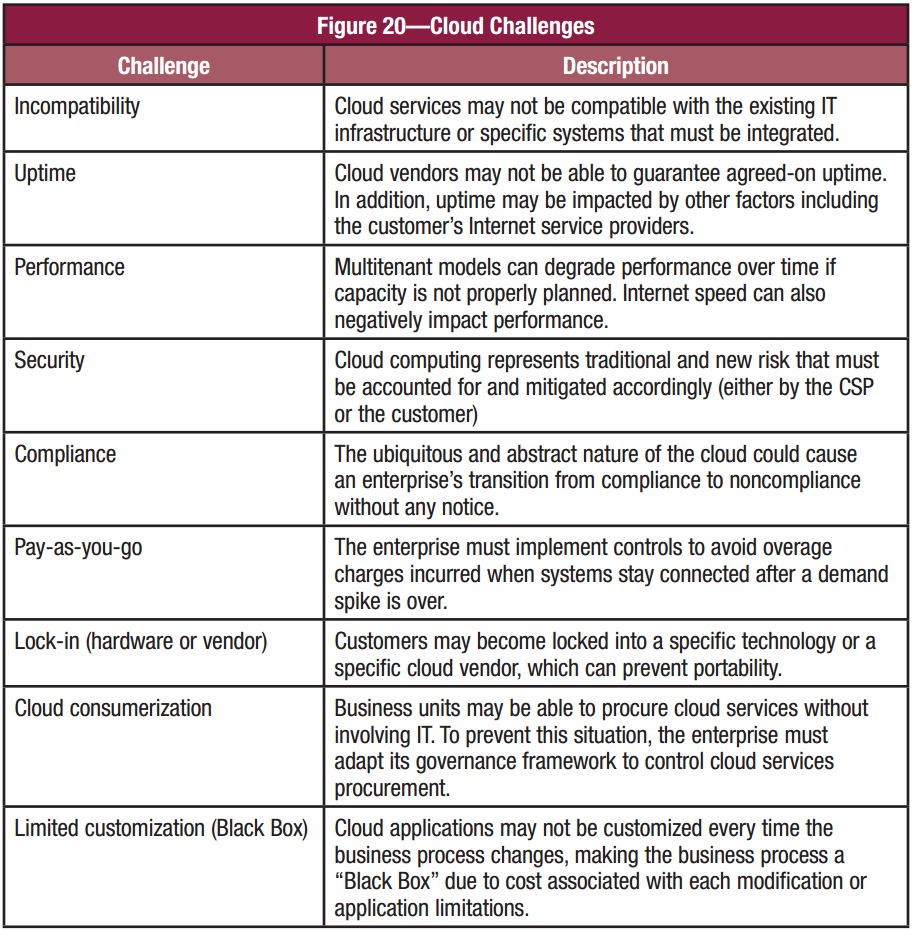 Figure 20—Cloud Challenges
Challenge
Description
Incompatibility
Cloud services may not be compatible with the existing IT
infrastructure or specific systems that must be integrated.
Uptime
Cloud vendors may not be able to guarantee agreed-on uptime.
In addition, uptime may be impacted by other factors including
the customer’s Internet service providers.
Performance
Multitenant models can degrade performance over time if
capacity is not properly planned. Internet speed can also
negatively impact performance.
Security
Cloud computing represents traditional and new risk that must
be accounted for and mitigated accordingly (either by the CSP
or the customer)
Compliance
The ubiquitous and abstract nature of the cloud could cause
an enterprise’s transition from compliance to noncompliance
without any notice.
Pay-as-you-go
The enterprise must implement controls to avoid overage
charges incurred when systems stay connected after a demand
spike is over.
Lock-in (hardware or vendor)
Customers may become locked into a specific technology or a
specific cloud vendor, which can prevent portability.
Cloud consumerization
Business units may be able to procure cloud services without
involving IT. To prevent this situation, the enterprise must
adapt its governance framework to control cloud services
procurement.
Limited customization (Black Box)
Cloud applications may not be customized every time the
business process changes, making the business process a
“Black Box” due to cost associated with each modification or
application limitations.